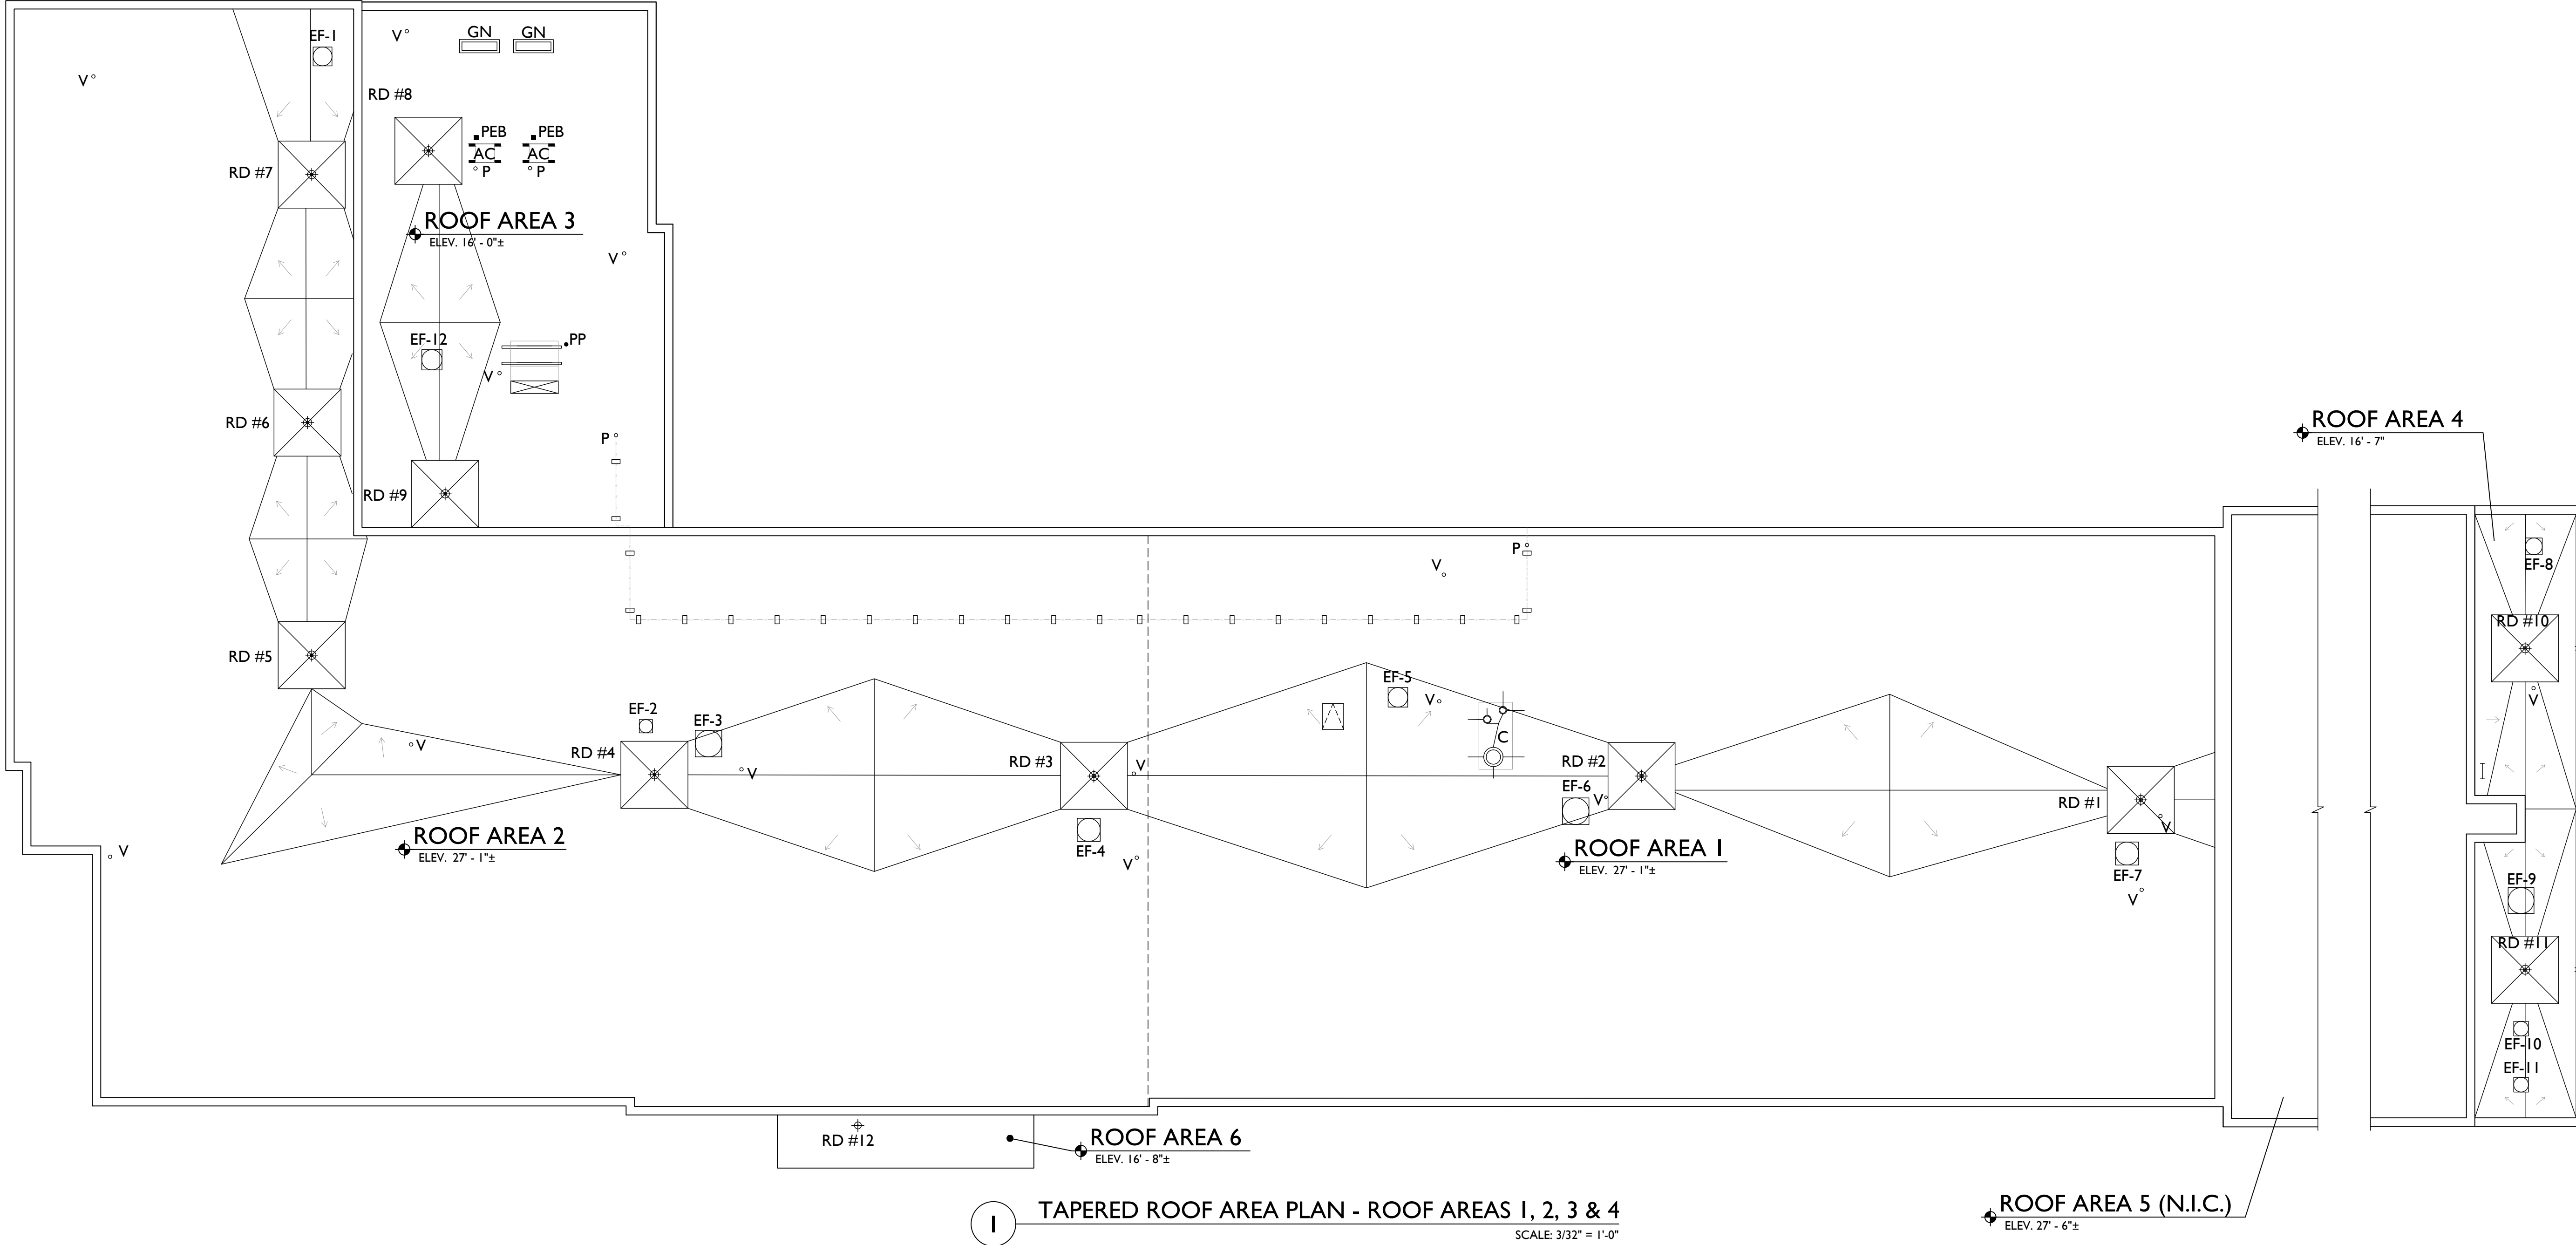 EF-1
V
GN
GN
V
RD #8
PEB
PEB
AC
AC
P
P
RD #7
ROOF AREA 3
ELEV. 16' - 0"±
V
EF-12
PP
V
RD #6
P
RD #9
ROOF AREA 4
ELEV. 16' - 7"
P
V
EF-8
RD #10
RD #5
EF-5
V
V
EF-2
EF-3
C
V
RD #4
V
RD #3
V
RD #2
EF-6
V
RD #1
V
I
ROOF AREA 2
ELEV. 27' - 1"±
V
EF-4
V
ROOF AREA 1
ELEV. 27' - 1"±
EF-7
V
EF-9
RD #11
EF-10
EF-11
RD #12
ROOF AREA 6
ELEV. 16' - 8"±
1
TAPERED ROOF AREA PLAN - ROOF AREAS 1, 2, 3 & 4
SCALE: 3/32" = 1'-0"
ROOF AREA 5 (N.I.C.)
ELEV. 27' - 6"±